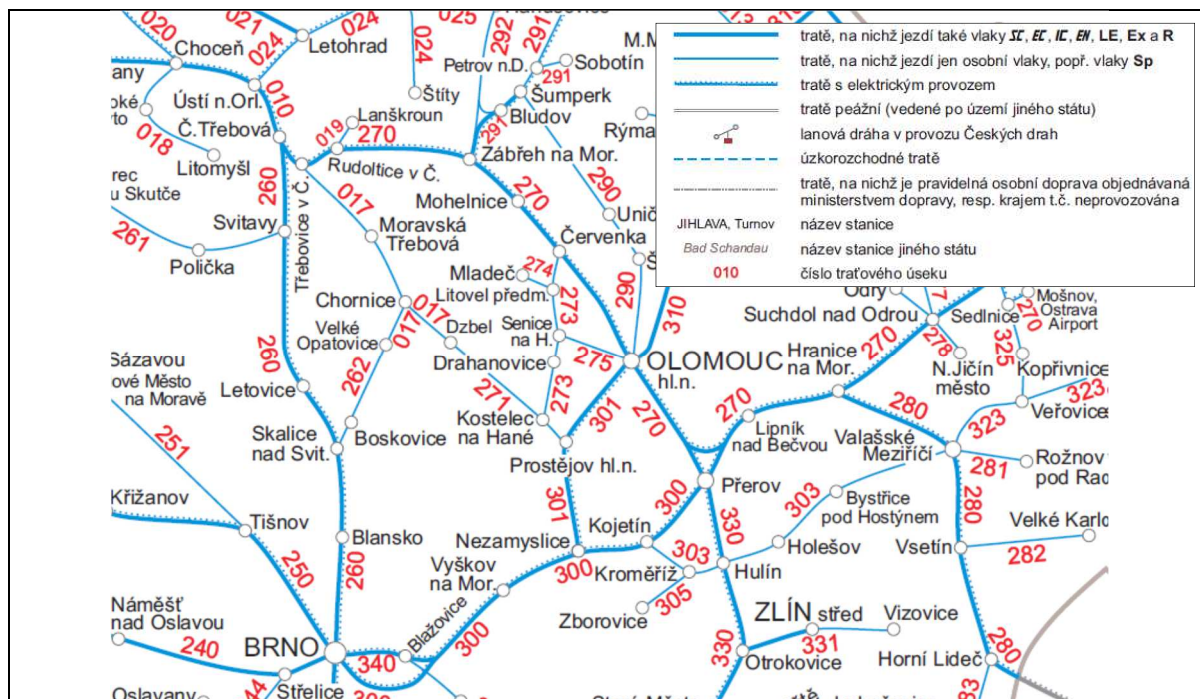 020
021
024
025
292
291
Choceň
024
Letohrad
024
Petrov n.D.
291
Sobotín
Šumperk
Štíty
Bludov
291
Ústí n.Orl.
010
Č.Třebová
018
Litomyšl
Lanškroun
019
270
Rudoltice v Č.
Zábřeh na Mor.
290
260
Třebovice v Č.
017
Moravská
Třebová
Mohelnice
270
u Skutče
261
Svitavy
Polička
Červenka
290
310
Mladeč
274
Litovel předm.
273
Chornice
017
017
Velké
Opatovice
Dzbel
Senice
na H.
275
Drahanovice
273
271
262
260
Letovice
OLOMOUC
hl.n.
301
270
Kostelec
na Hané
Prostějov hl.n.
Skalice
nad Svit.
Boskovice
Sázavou
ové Město
na Moravě
251
Křižanov
Tišnov
250
Blansko
260
301
Nezamyslice
300
Kojetín
300
Přerov
330
303
Kroměříž
305
Zborovice
Hulín
Holešov
303
Bystřice
pod Hostýnem
Vyškov
na Mor.
300
Blažovice
340
BRNO
Náměšť
nad Oslavou
240
Střelice
Oslavany
330
Otrokovice
331
ZLÍN střed
Vizovice
Horní Lideč
280
Vsetín
282
Velké Karlo
280
281
Rožnov
pod Rad
Valašské
Meziříčí
280
323
Veřovice
323
Kopřivnice
325
N.Jičín
město
278
Suchdol nad Odrou
Odry
Sedlnice
270
Mošnov,
Ostrava
Airport
Hranice
na Mor.
270
270
Lipník
nad Bečvou
tratě, na nichž jezdí také vlaky SC, EC, IC, EN, LE, Ex a R
tratě, na nichž jezdí jen osobní vlaky, popř. vlaky Sp
tratě s elektrickým provozem
tratě peážní (vedené po území jiného státu)
lanová dráha v provozu Českých drah
úzkorozchodné tratě
tratě, na nichž je pravidelná osobní doprava objednávaná
ministerstvem dopravy, resp. krajem t.č. neprovozována
JIHLAVA, Turnov název stanice
Bad Schandau název stanice jiného státu
010 číslo traťového úseku